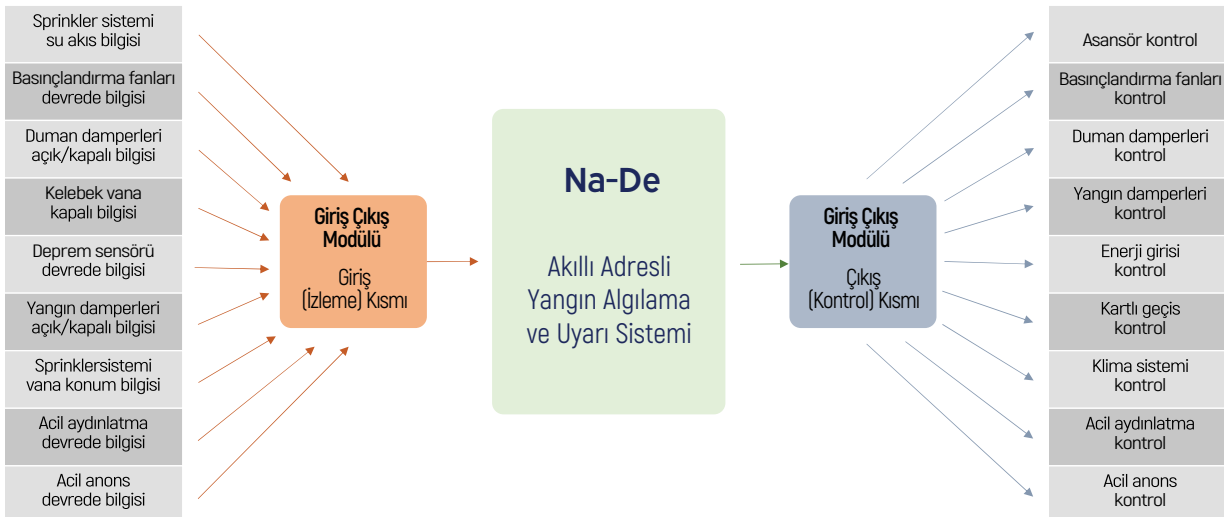 Sprinkler sistemi
su akıs bilgisi
Basınçlandırma fanları
devrede bilgisi
Duman damperleri
açık/kapalı bilgisi
Kelebek vana
kapalı bilgisi
Deprem sensörü
devrede bilgisi
Yangın damperleri
açık/kapalı bilgisi
Sprinklersistemi
vana konum bilgisi
Acil aydınlatma
devrede bilgisi
Acil anons
devrede bilgisi
Giriş Çıkış
Modülü
Giriş
(İzleme) Kısmı
Na-De
Akıllı Adresli
Yangın Algılama
ve Uyarı Sistemi
Giriş Çıkış
Modülü
Çıkış
(Kontrol) Kısmı
Asansör kontrol
Basınçlandırma fanları
kontrol
Duman damperleri
kontrol
Yangın damperleri
kontrol
Enerji girisi
kontrol
Kartlı geçis
kontrol
Klima sistemi
kontrol
Acil aydınlatma
kontrol
Acil anons
kontrol